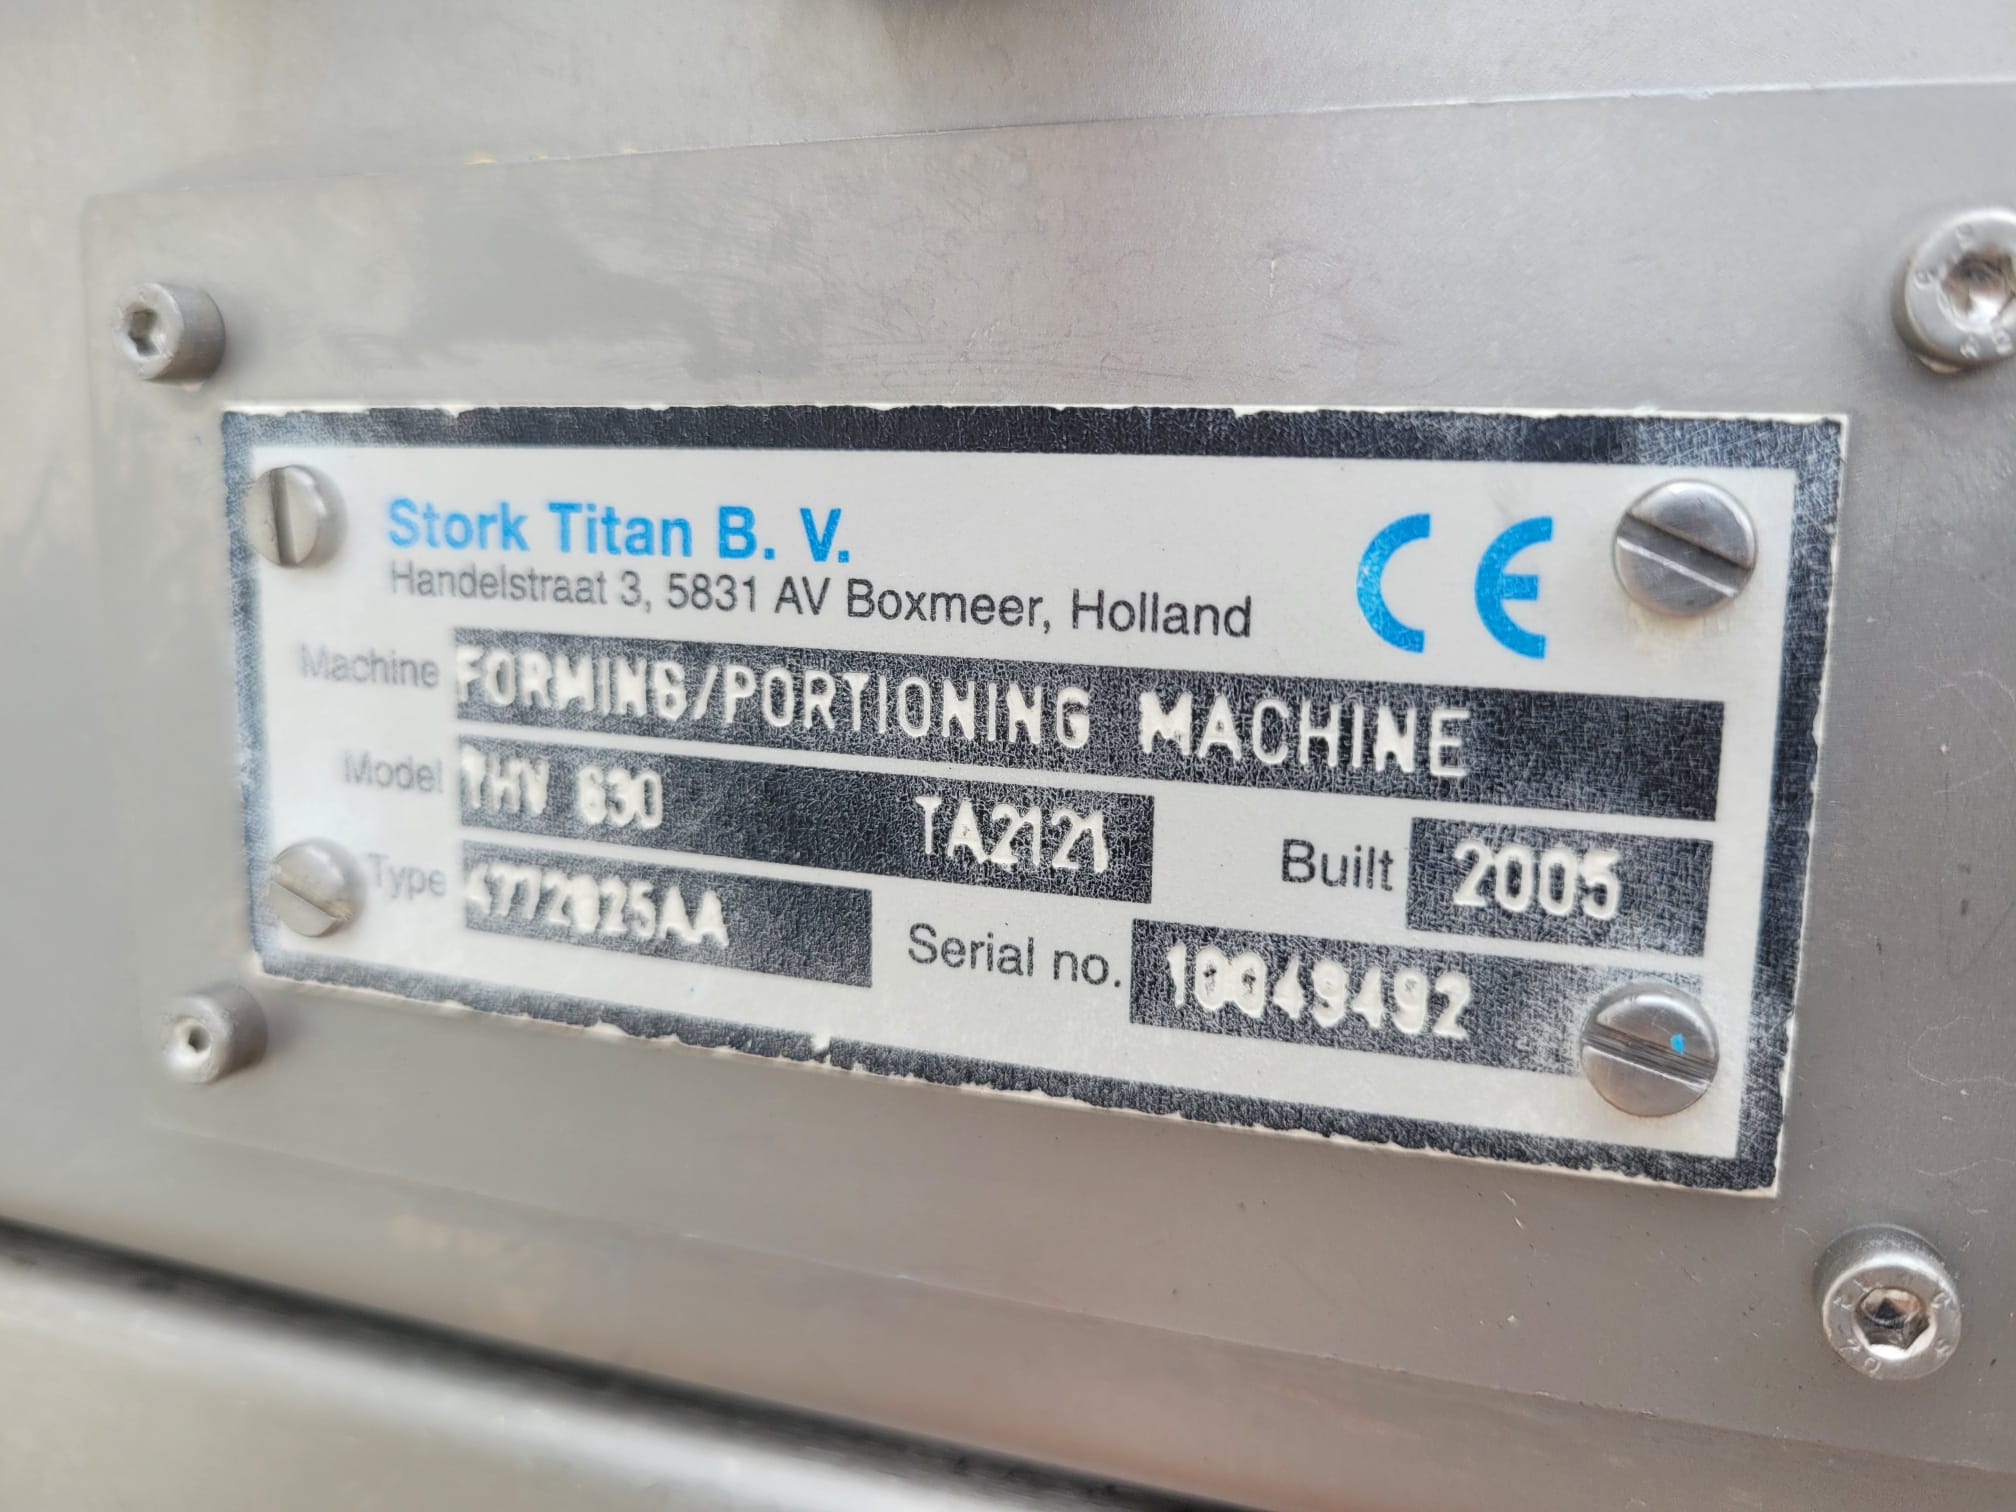 Stork Titan B. V.
CE
Handelstraat 3, 5831 AV Boxmeer, Holland
Machine FORMING/PORTIONING MACHINE
Model THV 630 TA2121 Built 2005
Type 4772025AA Serial no. 10049492